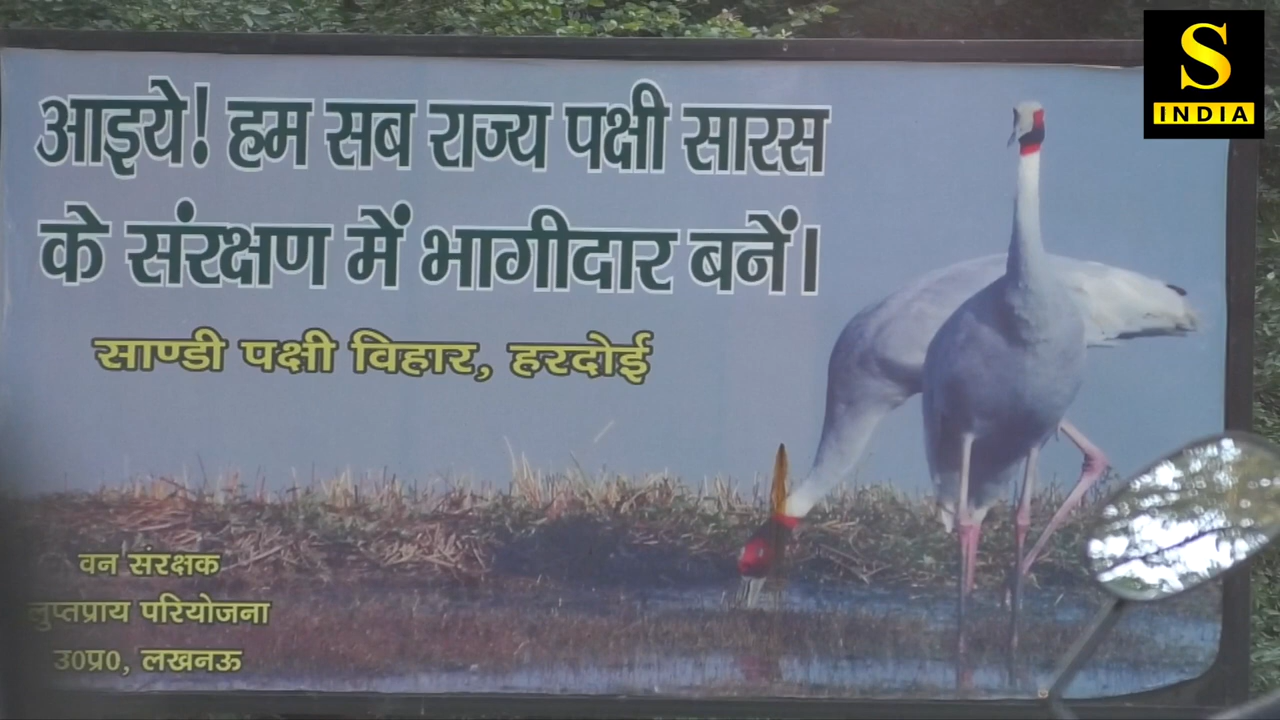 आइये! हम सब राज्य पक्षी सारस
के संरक्षण में भागीदार बनें।
साण्डी पक्षी विहार, हरदोई
वन संरक्षक
लुप्तप्राय परियोजना
उ0प्र0, लखनऊ
S
INDIA